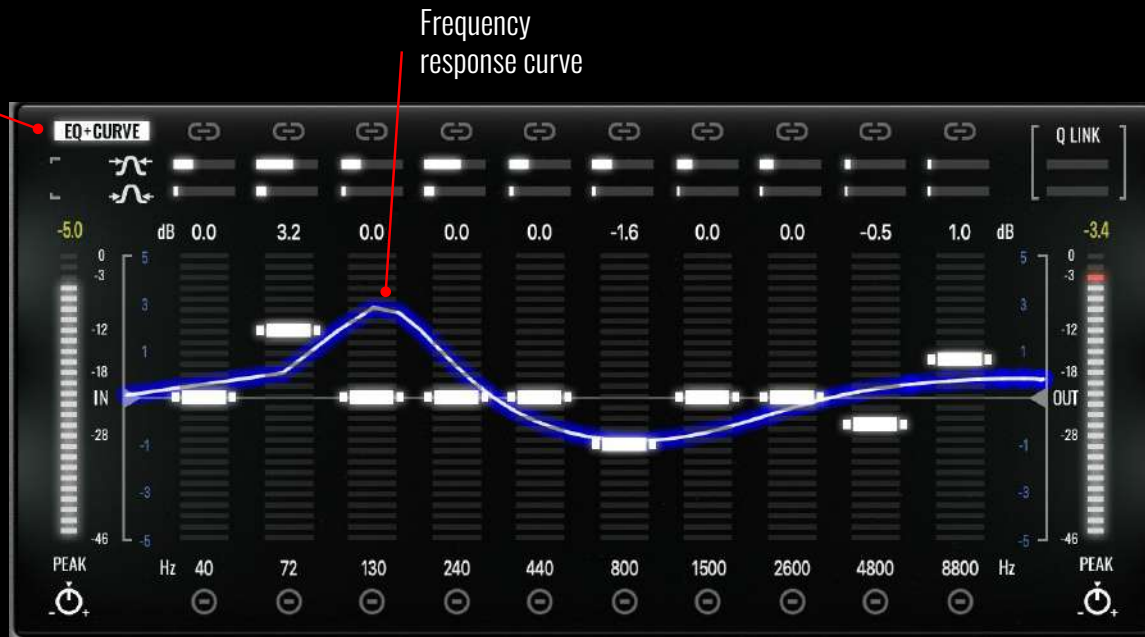 Frequency
response curve
EQ+CURVE
Q LINK
-5.0 dB 0.0 3.2 0.0 0.0 0.0 -1.6 0.0 0.0 -0.5 1.0 dB -3.4
0 5 5 0
-3 -3
3 3
-12 -12
1 1
-18 -18
IN OUT
-28 -1 -1 -28
-3 -3
-46 -5 -5 -46
PEAK Hz 40 72 130 240 440 800 1500 2600 4800 8800 Hz PEAK
- + - +